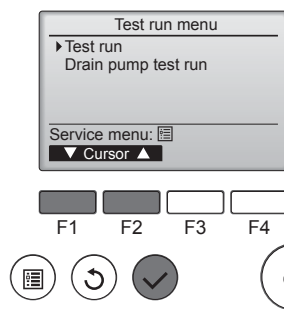 Test run menu
Test run
Drain pump test run
Service menu:
▼ Cursor ▲
F1 F2 F3 F4